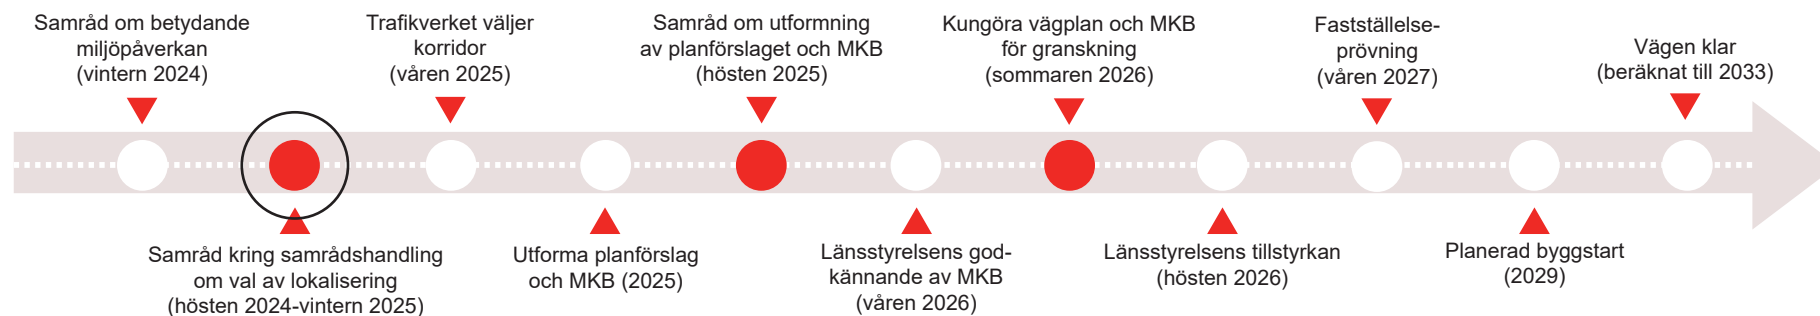 Samråd om betydande
miljöpåverkan
(vintern 2024)
Trafikverket väljer
korridor
(våren 2025)
Samråd om utformning
av planförslaget och MKB
(hösten 2025)
Kungöra vägplan och MKB
för granskning
(sommaren 2026)
Fastställelse-
prövning
(våren 2027)
Vägen klar
(beräknat till 2033)
Samråd kring samrådshandling
om val av lokalisering
(hösten 2024-vintern 2025)
Utforma planförslag
och MKB (2025)
Länsstyrelsens god-
kännande av MKB
(våren 2026)
Länsstyrelsens tillstyrkan
(hösten 2026)
Planerad byggstart
(2029)